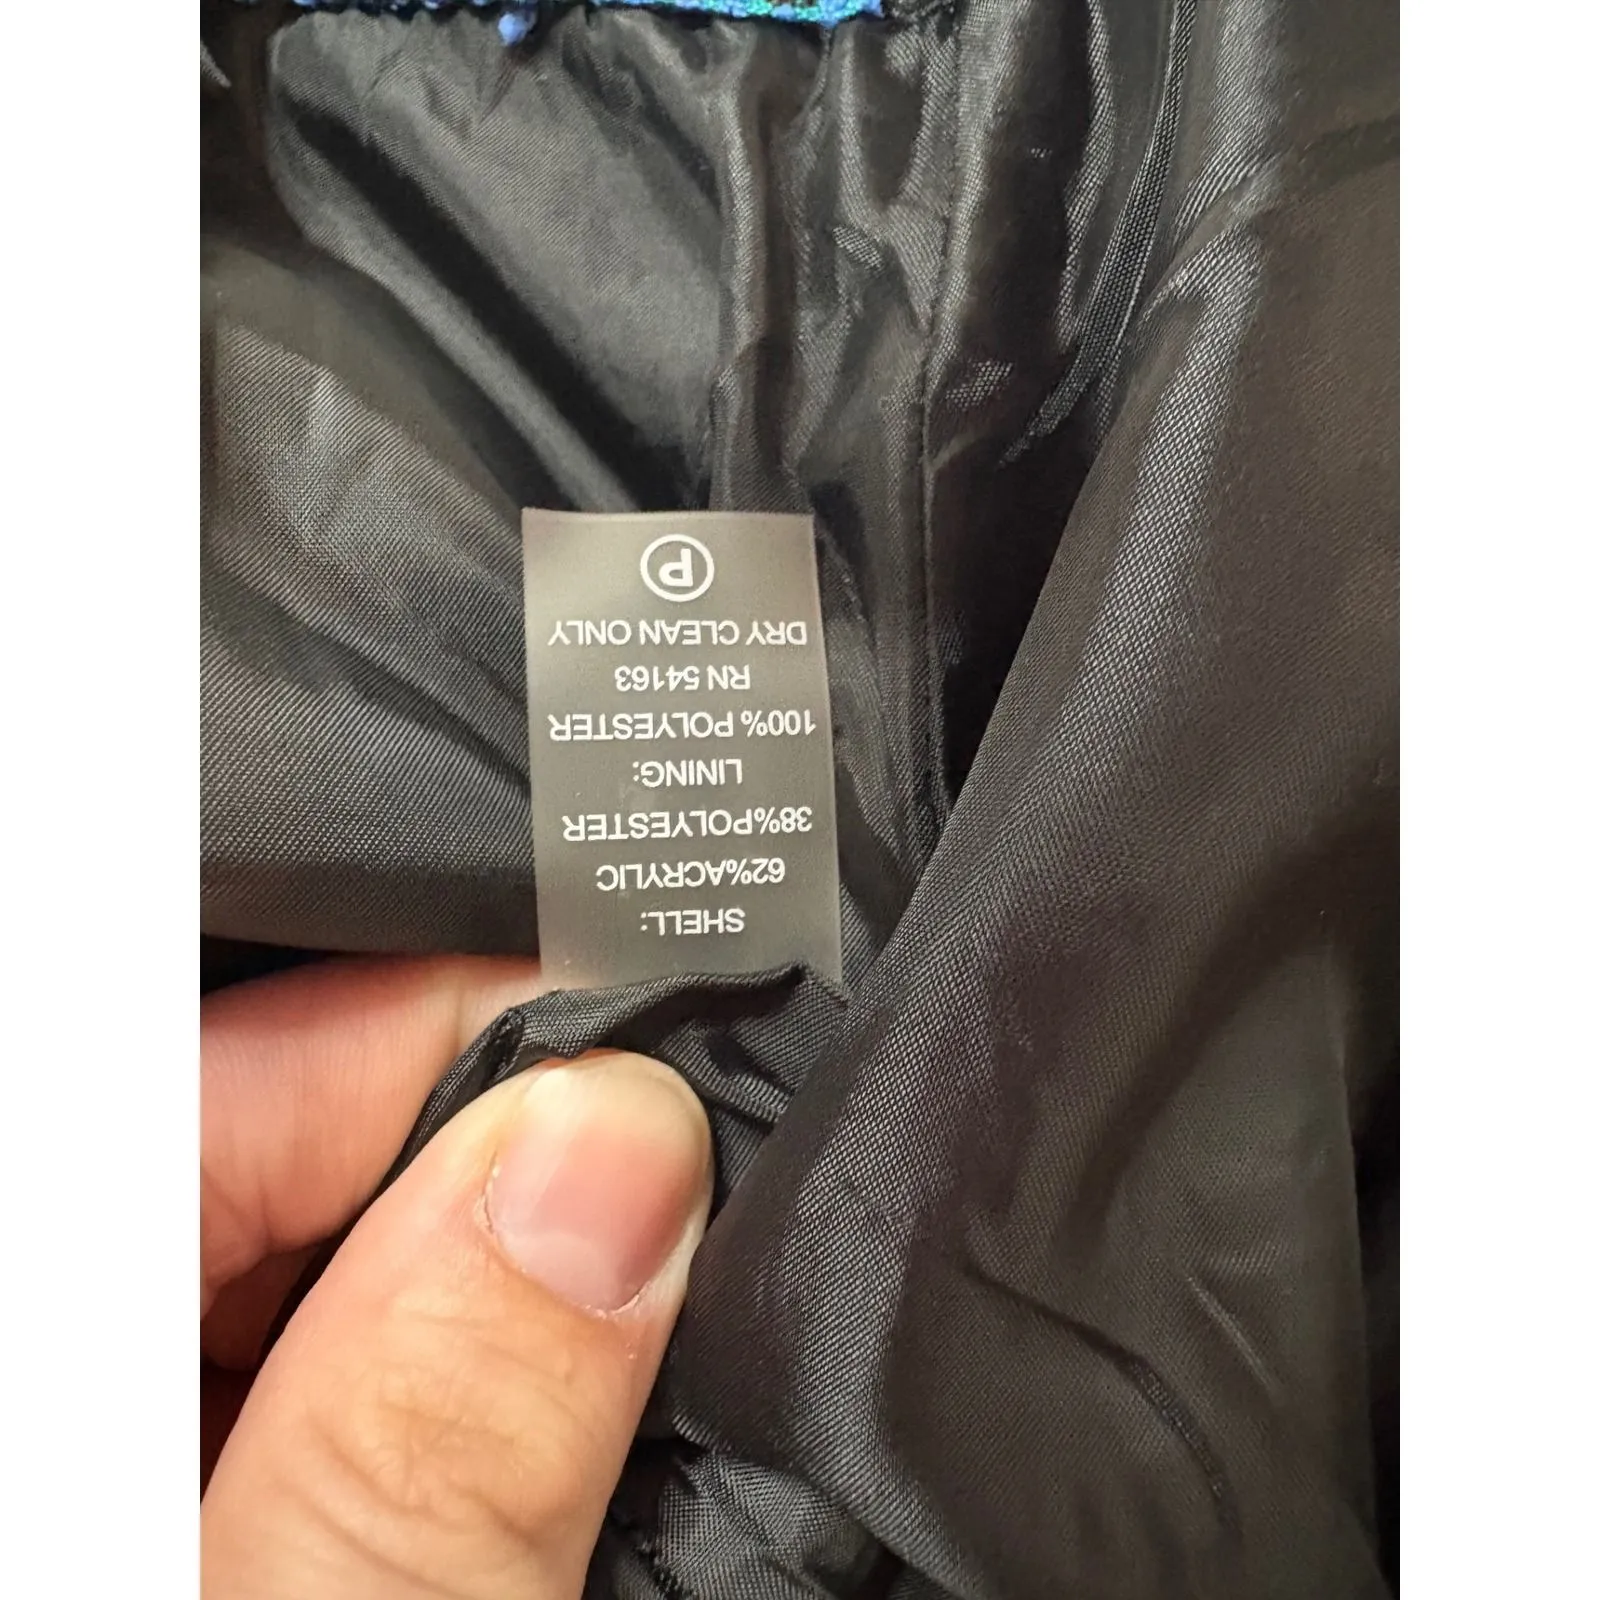 SHELL:
62%ACRYLIC
38%POLYESTER
LINING:
100% POLYESTER
RN 54163
DRY CLEAN ONLY
P